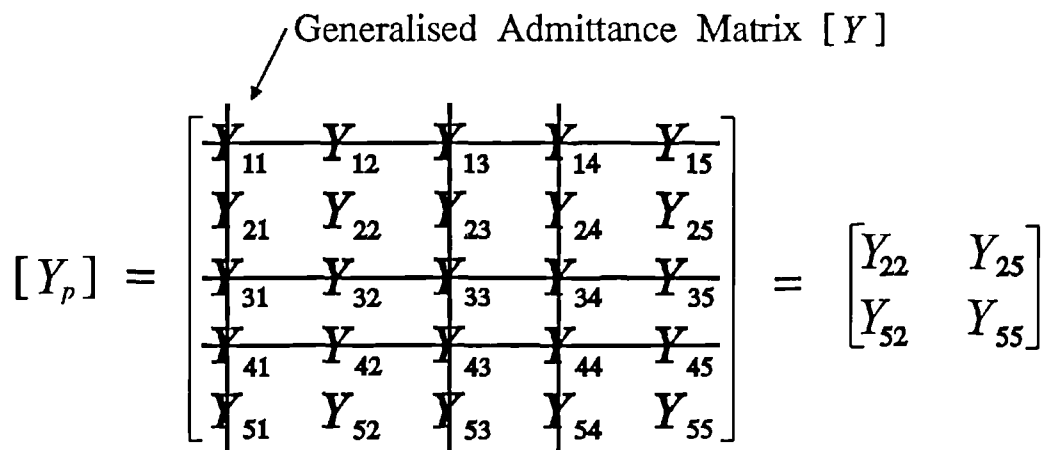 Generalised Admittance Matrix [Y]
Y11 Y12 Y13 Y14 Y15
Y21 Y22 Y23 Y24 Y25
[Yp] = Y31 Y32 Y33 Y34 Y35 = [Y22 Y25
Y41 Y42 Y43 Y44 Y45 Y52 Y55]
Y51 Y52 Y53 Y54 Y55